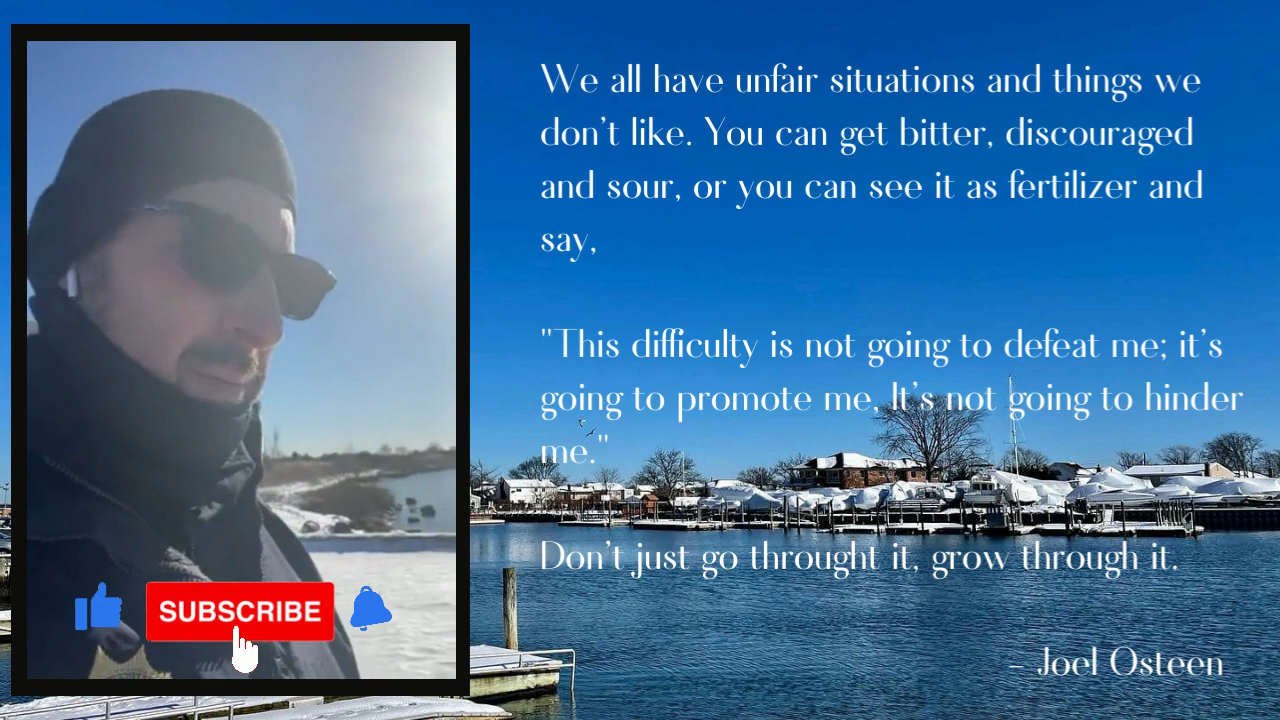 We all have unfair situations and things we
don't like. You can get bitter, discouraged
and sour, or you can see it as fertilizer and
say,
"This difficulty is not going to defeat me; it's
going to promote me, It's not going to hinder
me."
Don't just go throught it, grow through it.
– Joel Osteen
SUBSCRIBE